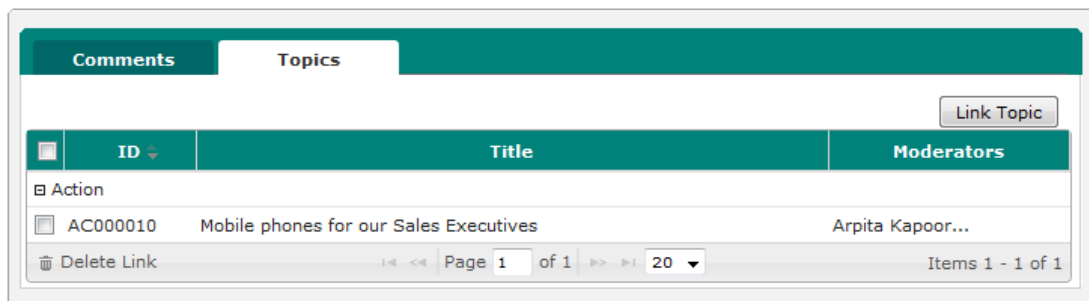 Comments Topics
Link Topic
ID Title Moderators
Action
AC000010 Mobile phones for our Sales Executives Arpita Kapoor...
Delete Link Page 1 of 1 20 Items 1 - 1 of 1